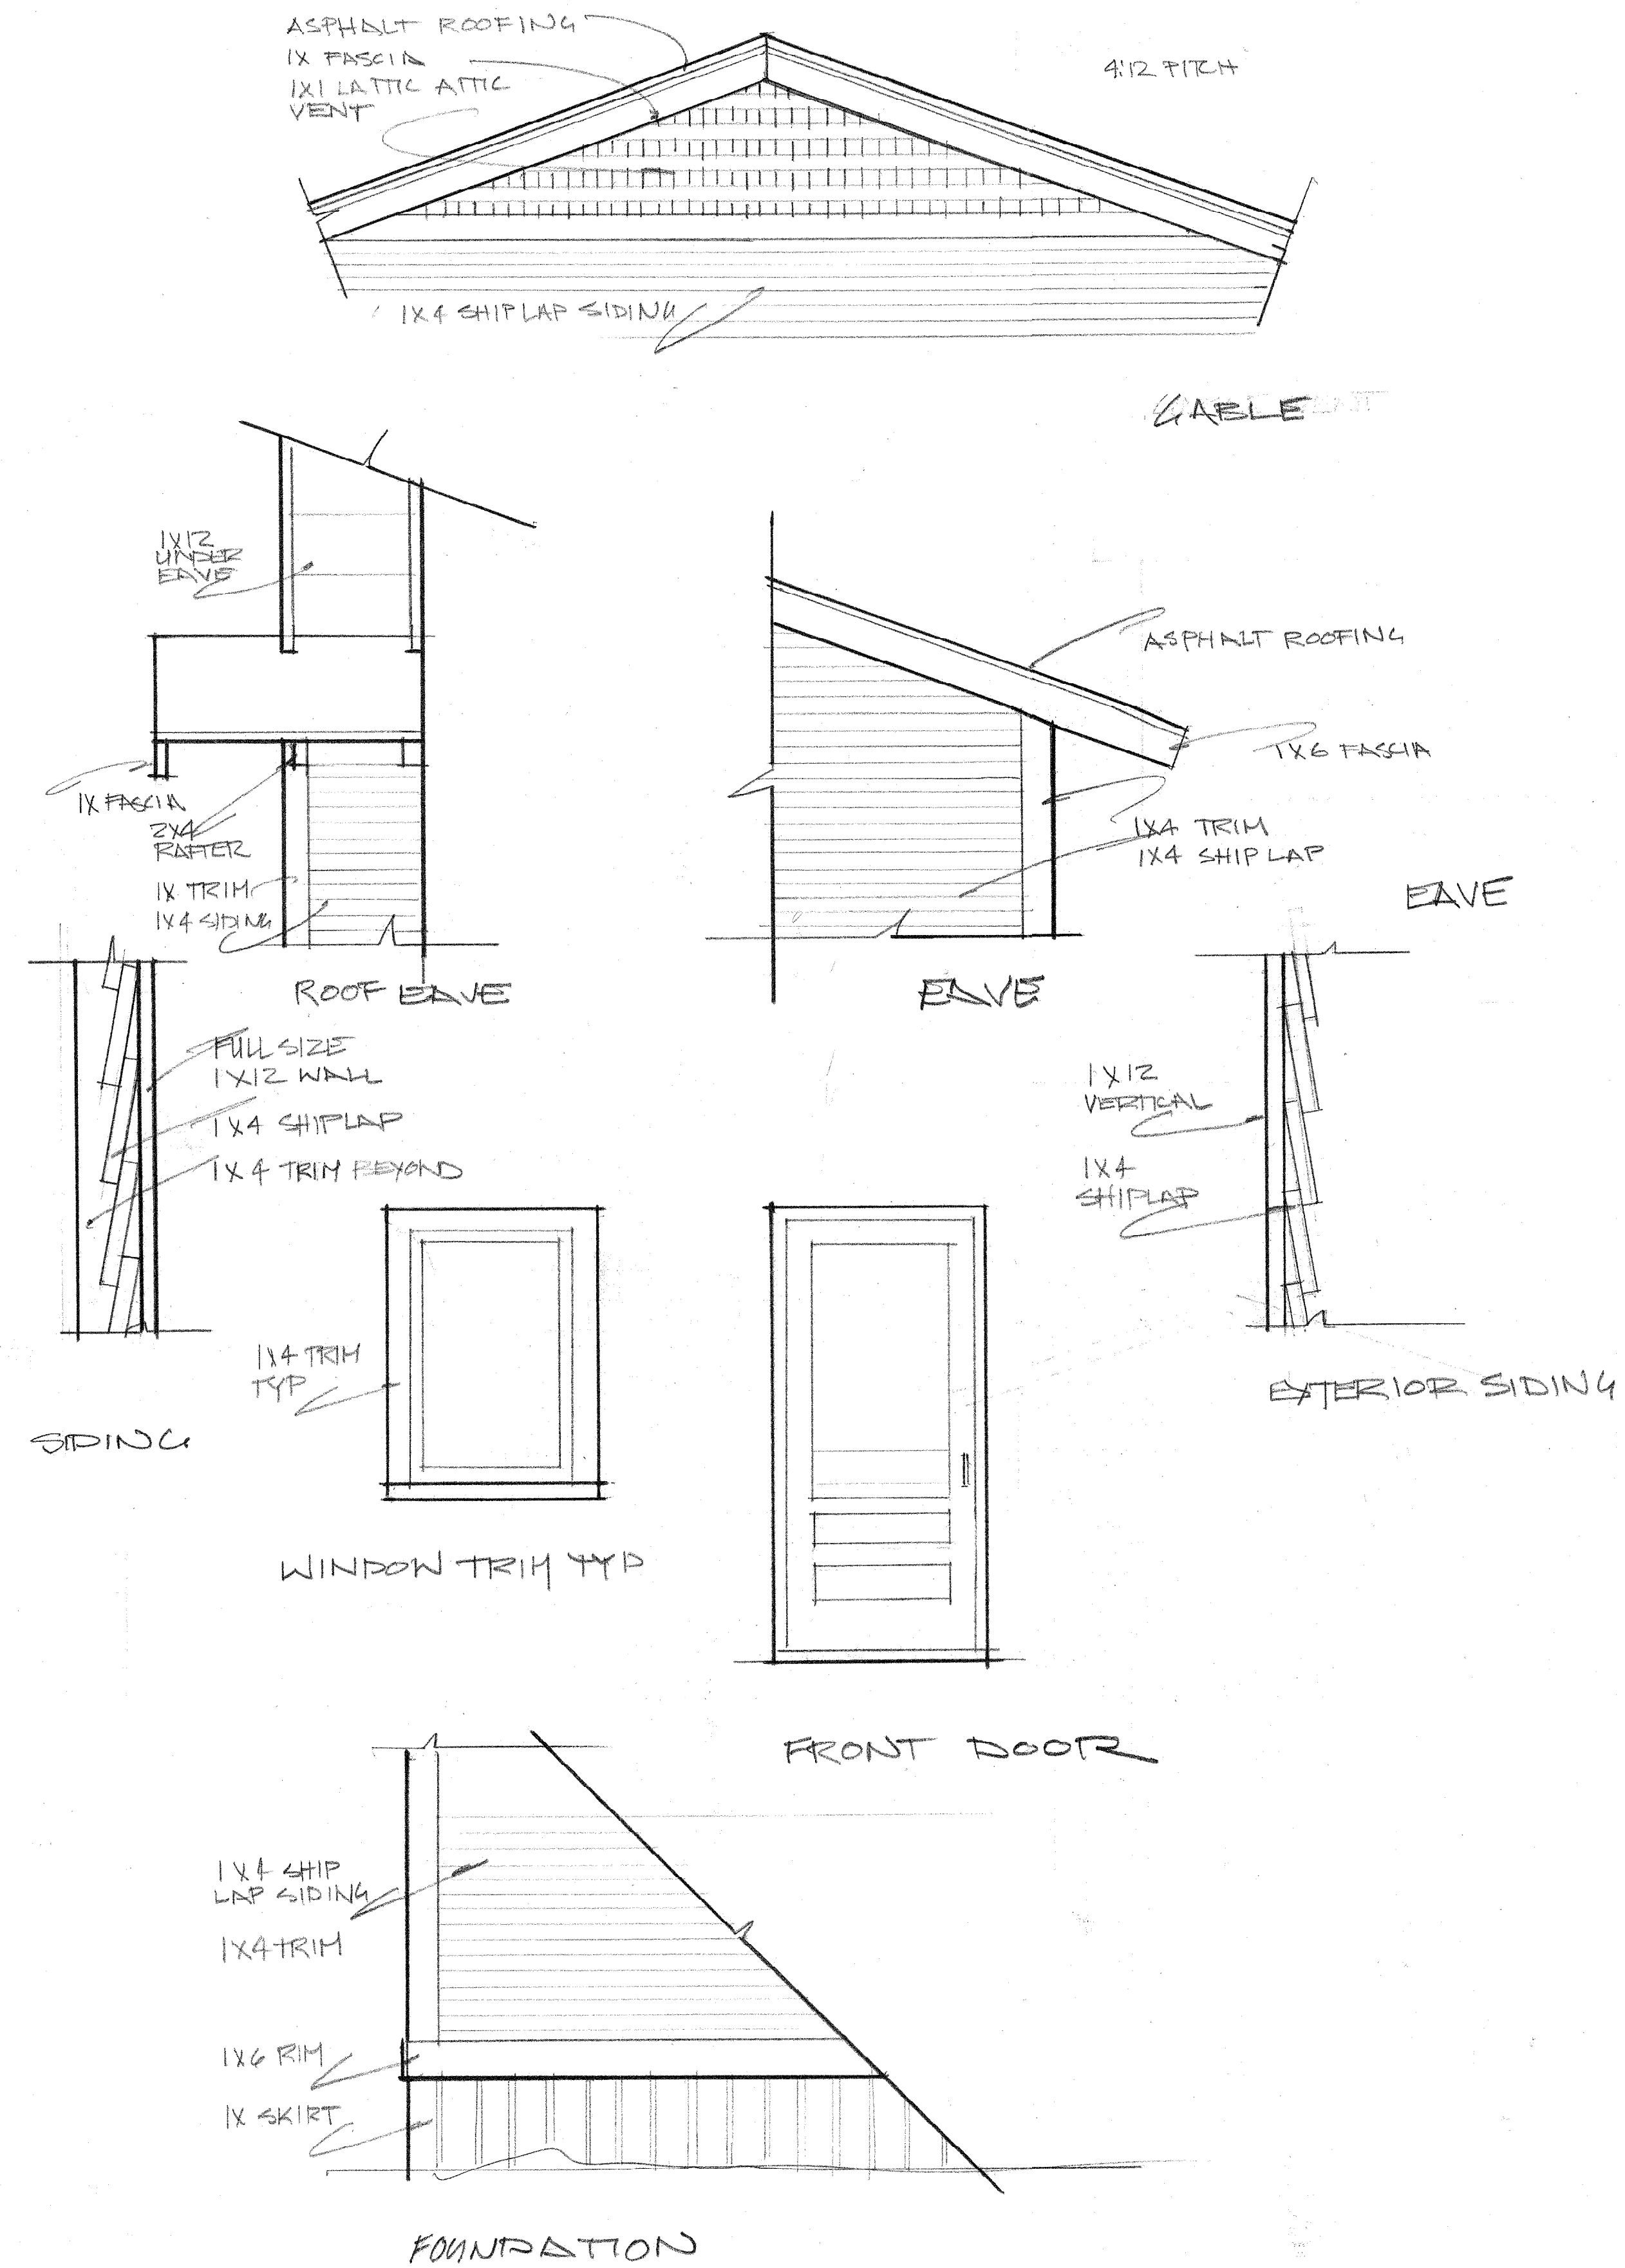 ASPHALT ROOFING
1X FASCIA
1X1 LATTIC ATTIC
VENT
4:12 PITCH
1X4 SHIPLAP SIDING
GABLE
1X12
UNDER
EAVE
1X FASCIA
2X4
RAFTER
1X TRIM
1X4 SIDING
ROOF EAVE
ASPHALT ROOFING
1X6 FASCIA
1X4 TRIM
1X4 SHIP LAP
EAVE
EAVE
FULL SIZE
1X12 WALL
1X4 SHIPLAP
1X4 TRIM BEYOND
SIDING
1X12
VERTICAL
1X4
SHIPLAP
EXTERIOR SIDING
1X4 TRIM
TYP
WINDOW TRIM TYP
FRONT DOOR
1X4 SHIP
LAP SIDING
1X4 TRIM
1X6 RIM
1X SKIRT
FOUNDATION